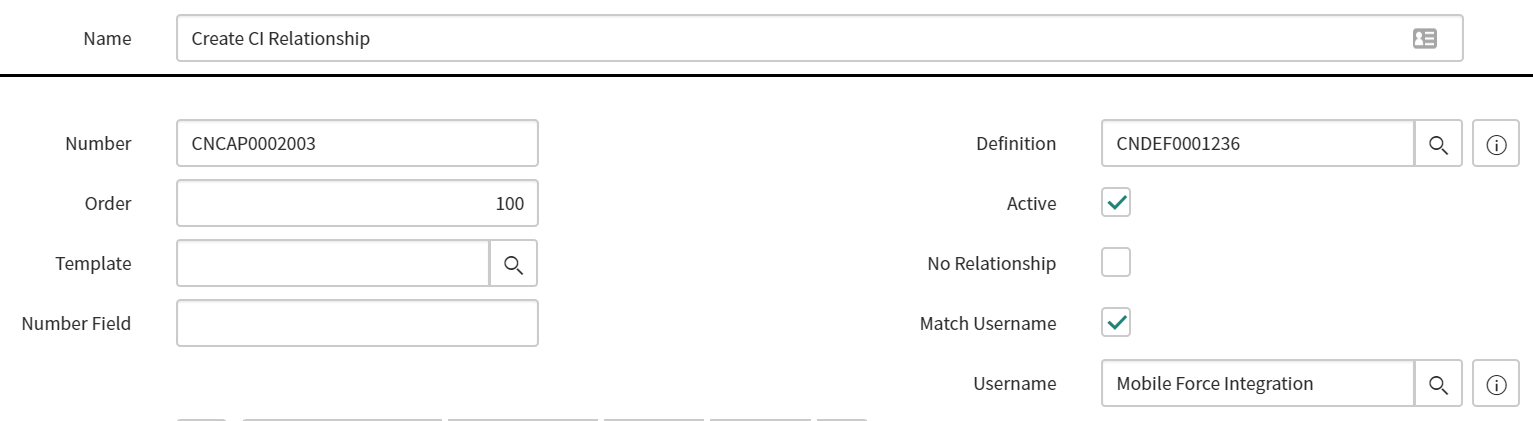 Name Create CI Relationship
Number CNCAP0002003 Definition CNDEF0001236
Order 100 Active
Template No Relationship
Number Field Match Username
Username Mobile Force Integration